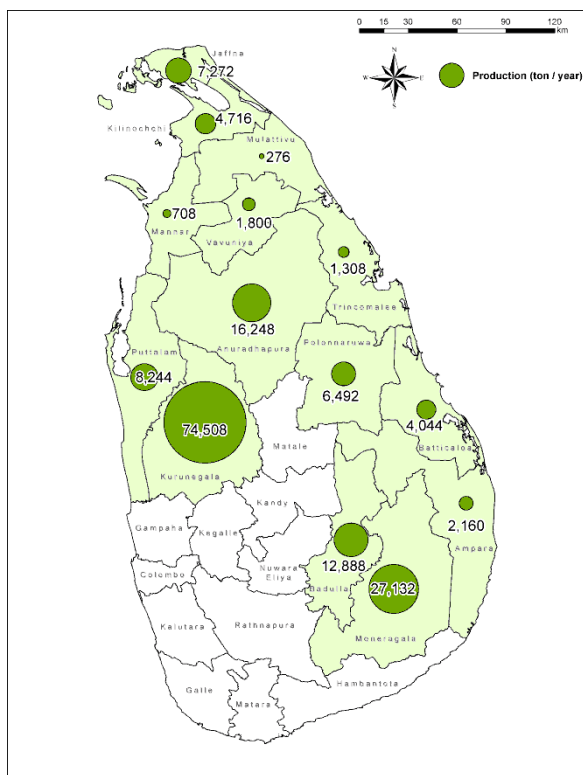 0 15 30 60 90 120
km
N
W E
S
Production (ton / year)
Jaffna
7,272
4,716
Kilinochchi
Mulattivu
276
708
Mannar
1,800
Vavuniya
1,308
Trincomalee
16,248
Anuradhapura
Polonnaruwa
Puttalam
8,244
6,492
74,508
4,044
Batticaloa
Matale
Kurunegala
Kandy
Gampaha
Kegalle
2,160
Ampara
12,888
Nuwara
Eliya
Colombo
Badulla
27,132
Kalutara
Rathnapura
Moneragala
Hambantota
Galle
Matara